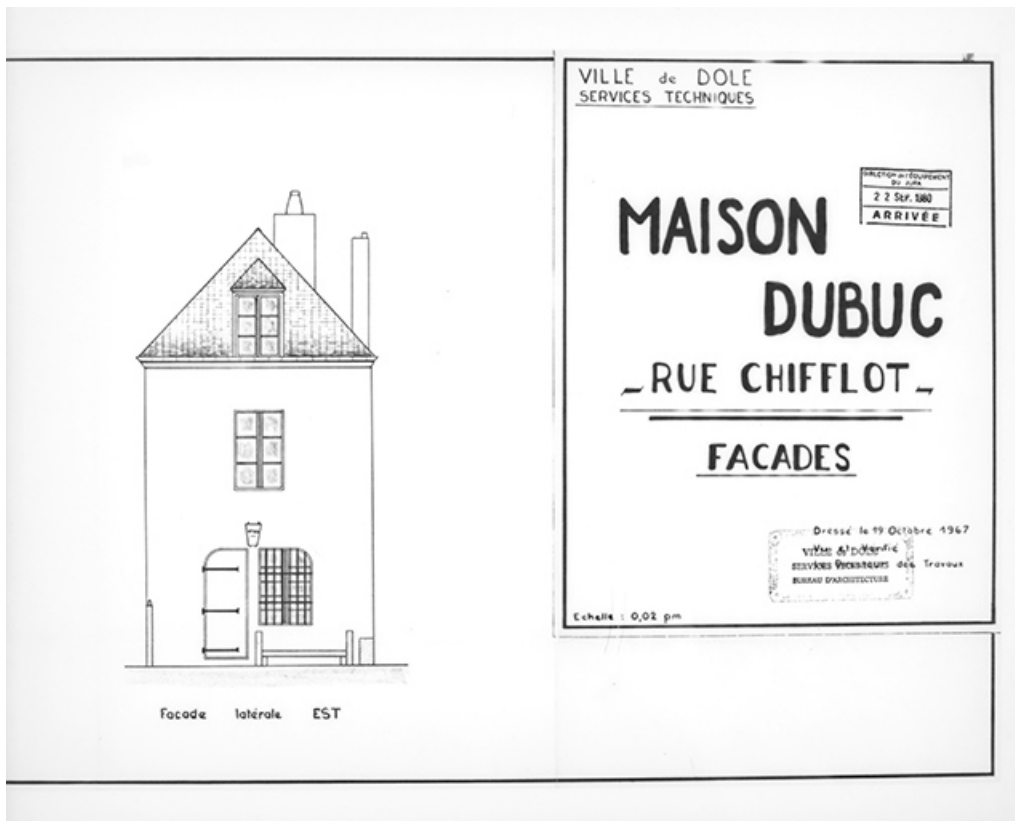 VILLE de DOLE
SERVICES TECHNIQUES
DIRECTION de l'ÉQUIPEMENT
DU JURA
22 SEP. 1980
ARRIVÉE
MAISON
DUBUC
_ RUE CHIFFLOT _
FACADES
Dressé le 19 Octobre 1967
Vu et Vérifié
VILLE de DOLE
des Travaux
SERVICES TECHNIQUES
BUREAU D'ARCHITECTURE
Echelle : 0,02 pm
Facade latérale EST